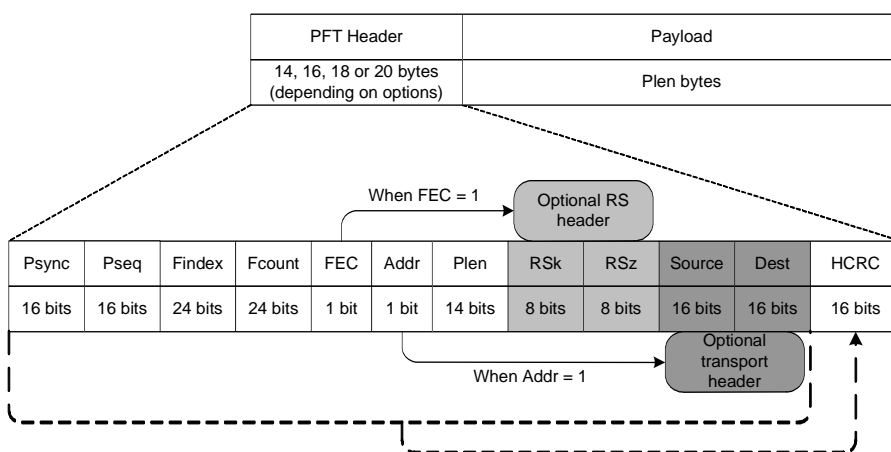 PFT Header
Payload
14, 16, 18 or 20 bytes
(depending on options)
Plen bytes
When FEC = 1
Optional RS
header
Psync
Pseq
Findex
Fcount
FEC
Addr
Plen
RSk
RSz
Source
Dest
HCRC
16 bits
16 bits
24 bits
24 bits
1 bit
1 bit
14 bits
8 bits
8 bits
16 bits
16 bits
16 bits
When Addr = 1
Optional
transport
header